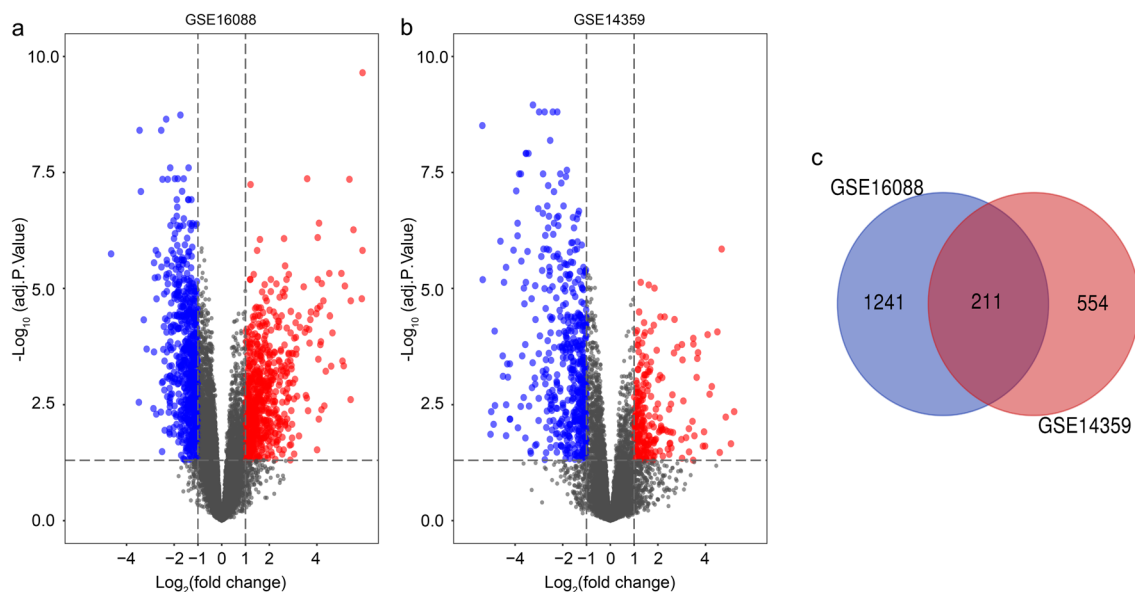 a
GSE16088
10.0
7.5
5.0
2.5
0.0
-Log10 (adj.P.Value)
−4 −2 −1 0 1 2 4
Log2(fold change)
b
GSE14359
10.0
7.5
5.0
2.5
0.0
-Log10 (adj.P.Value)
−4 −2 −1 0 1 2 4
Log2(fold change)
c
GSE16088
1241 211 554
GSE14359